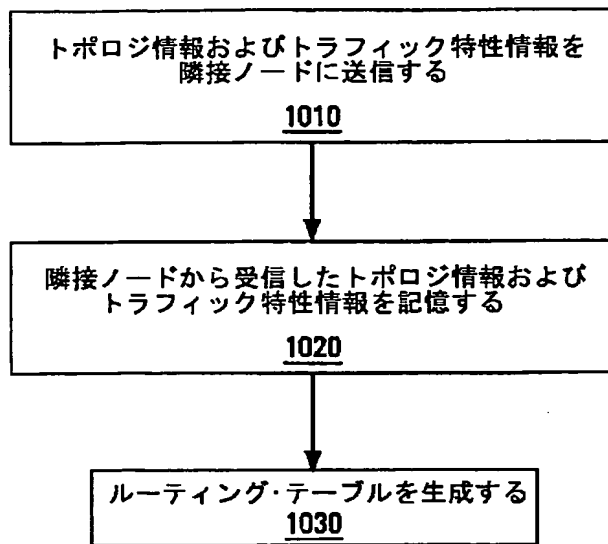 トポロジ情報およびトラフィック特性情報を
隣接ノードに送信する
1010
隣接ノードから受信したトポロジ情報および
トラフィック特性情報を記憶する
1020
ルーティング・テーブルを生成する
1030